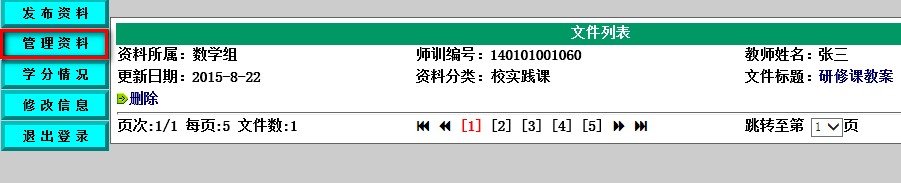 发布资料
管理资料
学分情况
修改信息
退出登录
文件列表
资料所属：数学组 师训编号：140101001060 教师姓名：张三
更新日期：2015-8-22 资料分类：校实践课 文件标题：研修课教案
删除
页次:1/1 每页:5 文件数:1 [1] [2] [3] [4] [5] 跳转至第 1 页